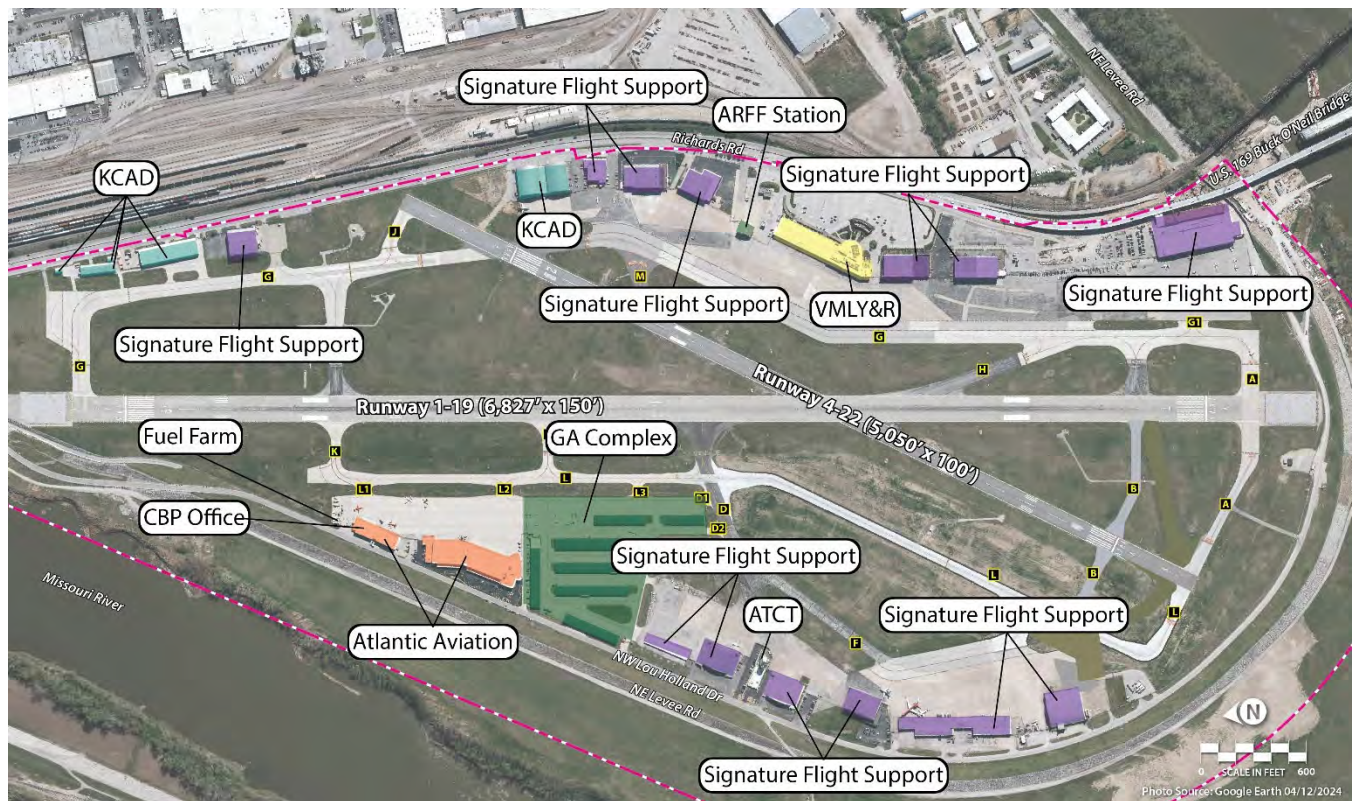 Signature Flight Support
ARFF Station
Richards Rd
NE Levee Rd
U.S. 169 Buck O'Neil Bridge
KCAD
Signature Flight Support
KCAD
J
G
M
Signature Flight Support
Signature Flight Support
VMLY&R
Signature Flight Support
Signature Flight Support
G1
G
H
G
A
Runway 1-19 (6,827' x 150')
Runway 4-22 (5,050' x 100')
Fuel Farm
GA Complex
K
L
L1
L2
L3
D1
D
D2
B
A
CBP Office
Signature Flight Support
L
B
Missouri River
Atlantic Aviation
ATCT
Signature Flight Support
L
F
NW Lou Holland Dr
NE Levee Rd
Signature Flight Support
N
0 SCALE IN FEET 600
Photo Source: Google Earth 04/12/2024